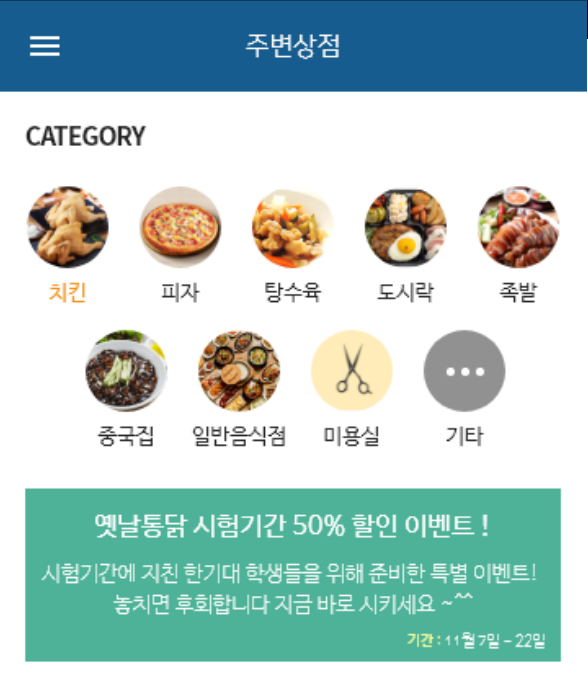 주변상점
CATEGORY
치킨 피자 탕수육 도시락 족발
중국집 일반음식점 미용실 기타
옛날통닭 시험기간 50% 할인 이벤트 !
시험기간에 지친 한기대 학생들을 위해 준비한 특별 이벤트!
놓치면 후회합니다 지금 바로 시키세요 ~^^
기간 : 11월 7일 – 22일